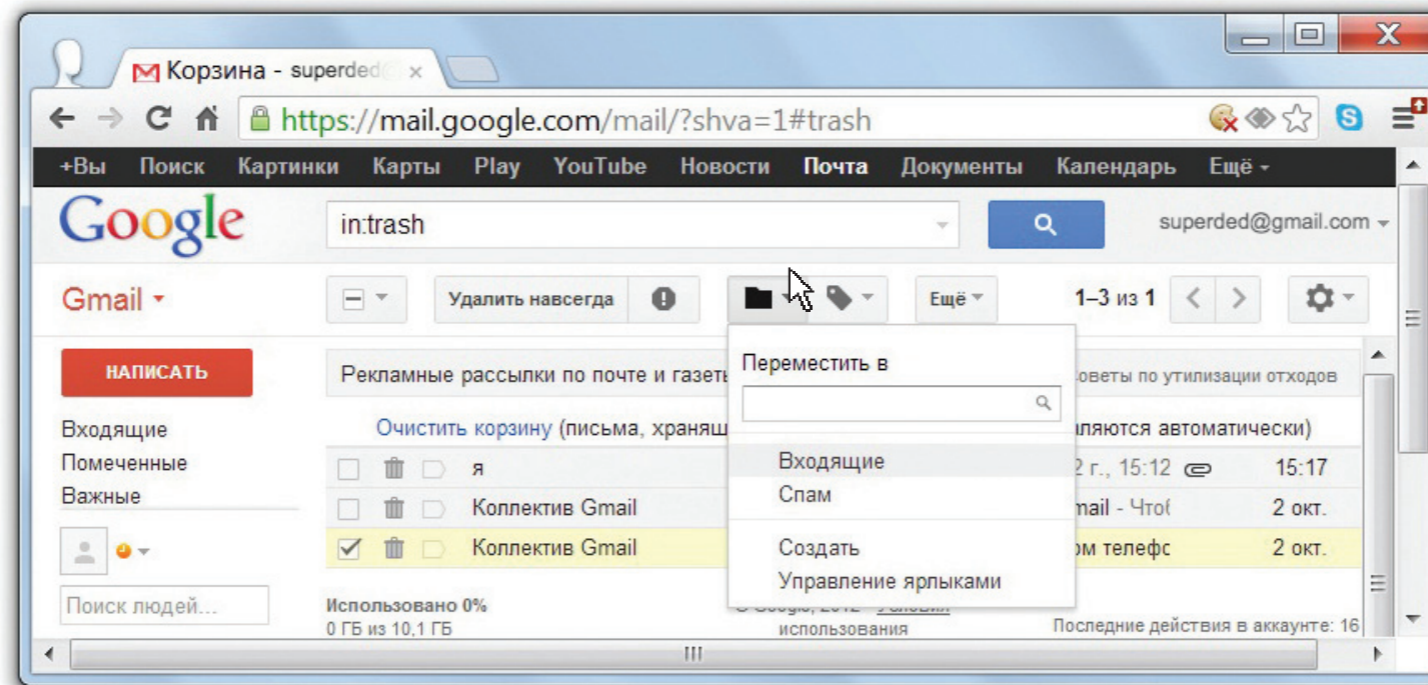 Корзина - superded
https://mail.google.com/mail/?shva=1#trash
+Вы Поиск Картинки Карты Play YouTube Новости Почта Документы Календарь Ещё
Google in:trash superded@gmail.com
Gmail Удалить навсегда Ещё 1–3 из 1
НАПИСАТЬ Рекламные рассылки по почте и газеты Переместить в советы по утилизации отходов
Входящие Очистить корзину (письма, хранящ ляются автоматически)
Помеченные я Входящие 2 г., 15:12 15:17
Важные Коллектив Gmail Спам mail - Чтоб 2 окт.
Коллектив Gmail Создать ом телефо 2 окт.
Управление ярлыками
Поиск людей... Использовано 0% © Google, 2012 - Условия
0 ГБ из 10,1 ГБ использования Последние действия в аккаунте: 16